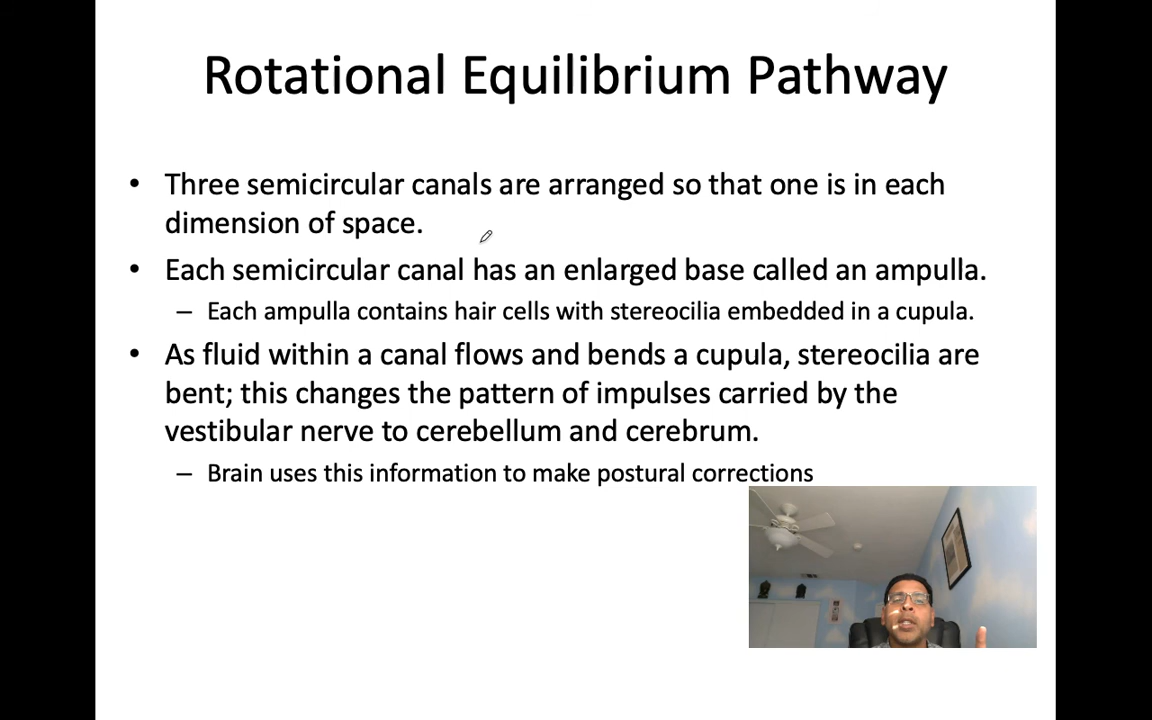 Rotational Equilibrium Pathway
• Three semicircular canals are arranged so that one is in each
dimension of space.
• Each semicircular canal has an enlarged base called an ampulla.
– Each ampulla contains hair cells with stereocilia embedded in a cupula.
• As fluid within a canal flows and bends a cupula, stereocilia are
bent; this changes the pattern of impulses carried by the
vestibular nerve to cerebellum and cerebrum.
– Brain uses this information to make postural corrections